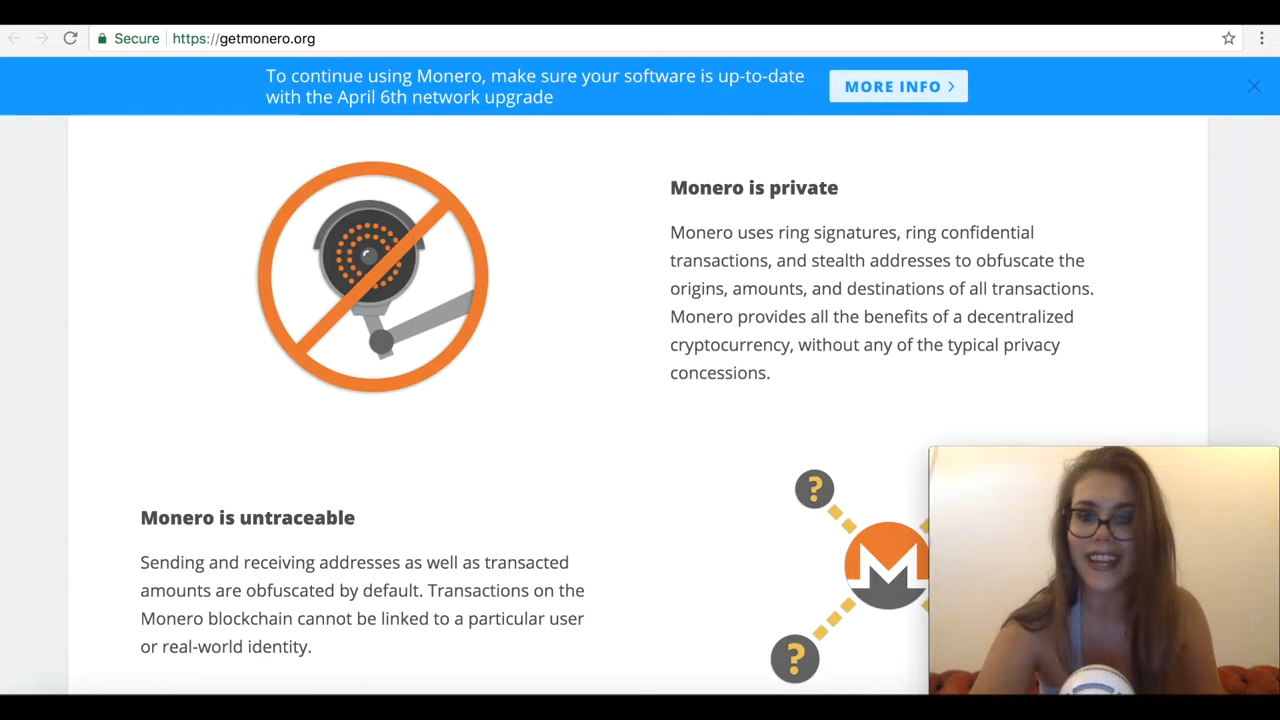 Secure https://getmonero.org
To continue using Monero, make sure your software is up-to-date
with the April 6th network upgrade
MORE INFO
Monero is private
Monero uses ring signatures, ring confidential
transactions, and stealth addresses to obfuscate the
origins, amounts, and destinations of all transactions.
Monero provides all the benefits of a decentralized
cryptocurrency, without any of the typical privacy
concessions.
Monero is untraceable
Sending and receiving addresses as well as transacted
amounts are obfuscated by default. Transactions on the
Monero blockchain cannot be linked to a particular user
or real-world identity.
?
?